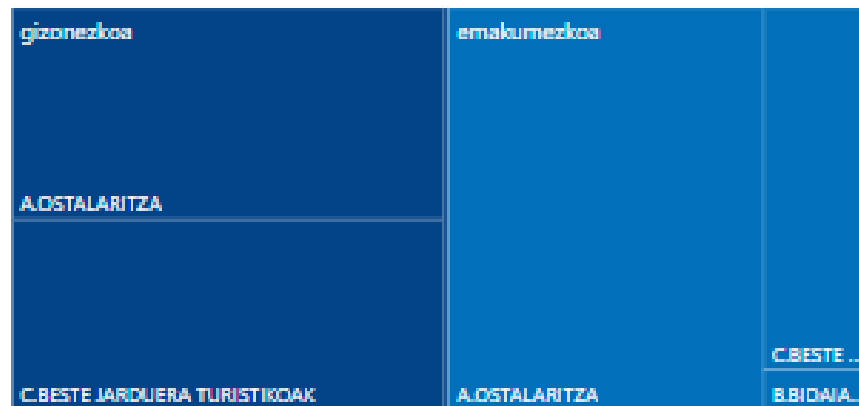 gizonezkoa
A.OSTALARITZA
C.BESTE JARDUERA TURISTIKOAK
emakumezkoa
A.OSTALARITZA
C.BESTE ...
B.BIDAIA...